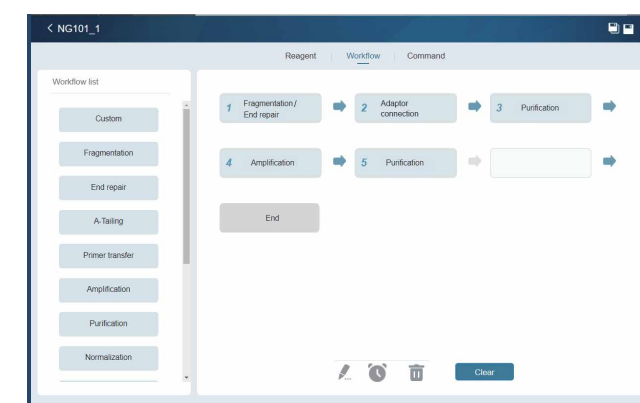 < NG101_1
Reagent
Workflow
Command
Workflow list
Custom
Fragmentation
End repair
A-Tailing
Primer transfer
Amplification
Purification
Normalization
1 Fragmentation/
End repair
2 Adaptor
connection
3 Purification
4 Amplification
5 Purification
End
Clear